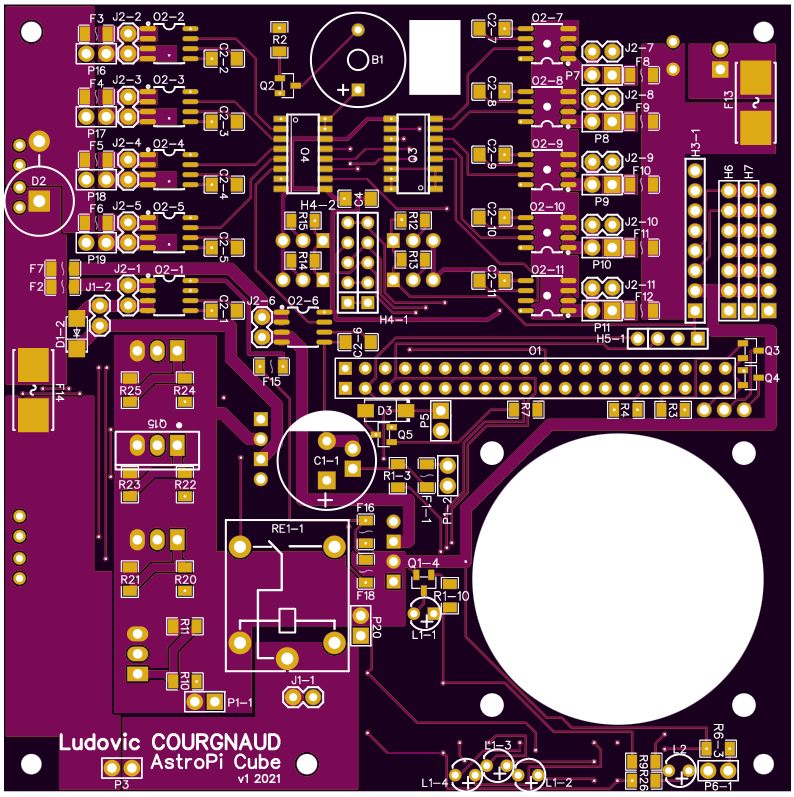 F3
J2-2
O2-2
P16
C2-2
R2
Q2
B1
+
C2-7
O2-7
J2-7
P7
F8
F13
F4
J2-3
O2-3
P17
C2-3
C2-8
O2-8
J2-8
F9
P8
F5
J2-4
O2-4
P18
C2-4
Q4
Q3
C2-9
O2-9
J2-9
F10
P9
H3-1
H6
H7
D2
F6
J2-5
O2-5
P19
C2-5
R15
H4-2
C4
R12
C2-10
O2-10
J2-10
F11
P10
R14
R13
F7
F2
J1-2
J2-1
O2-1
C2-1
J2-6
O2-6
H4-1
C2-11
O2-11
J2-11
F12
P11
H5-1
D1-2
C2-6
F15
O1
Q3
Q4
F14
R25
R24
D3
P5
R7
R4
R3
Q15
Q5
C1-1
+
R1-3
F1-1
P1-2
R23
R22
RE1-1
F16
R21
R20
F18
Q1-4
R1-10
L1-1
P20
R11
R10
P1-1
J1-1
Ludovic COURGNAUD
AstroPi Cube
v1 2021
P3
L1-3
L1-4
L1-2
R9
R26
L2
R6-3
P6-1